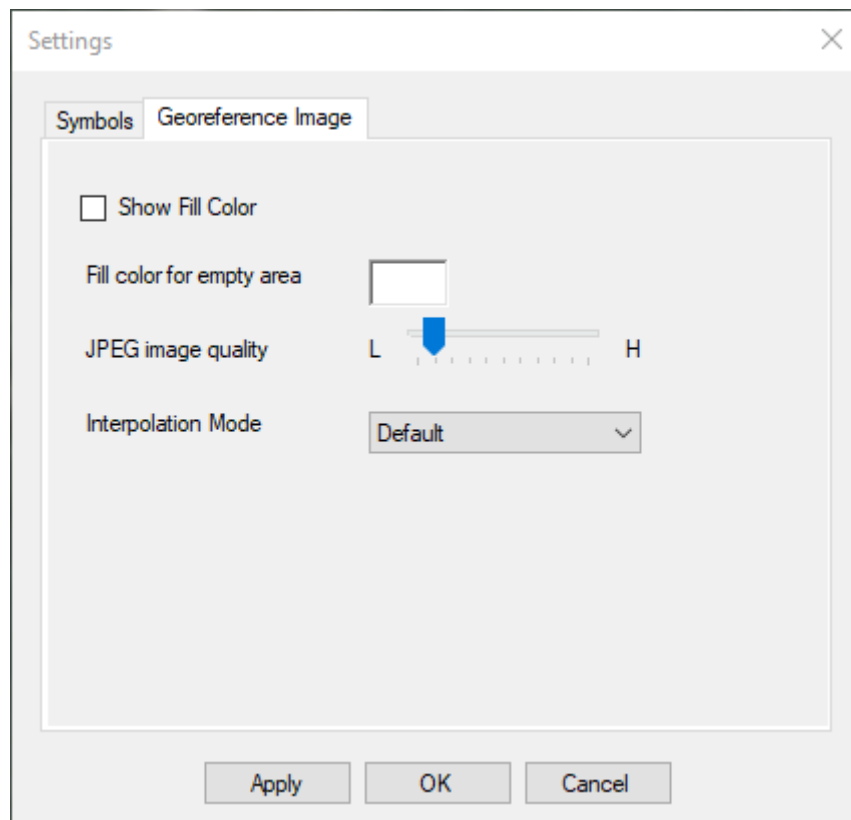 Settings
Symbols Georeference Image
Show Fill Color
Fill color for empty area
JPEG image quality L H
Interpolation Mode Default
Apply OK Cancel